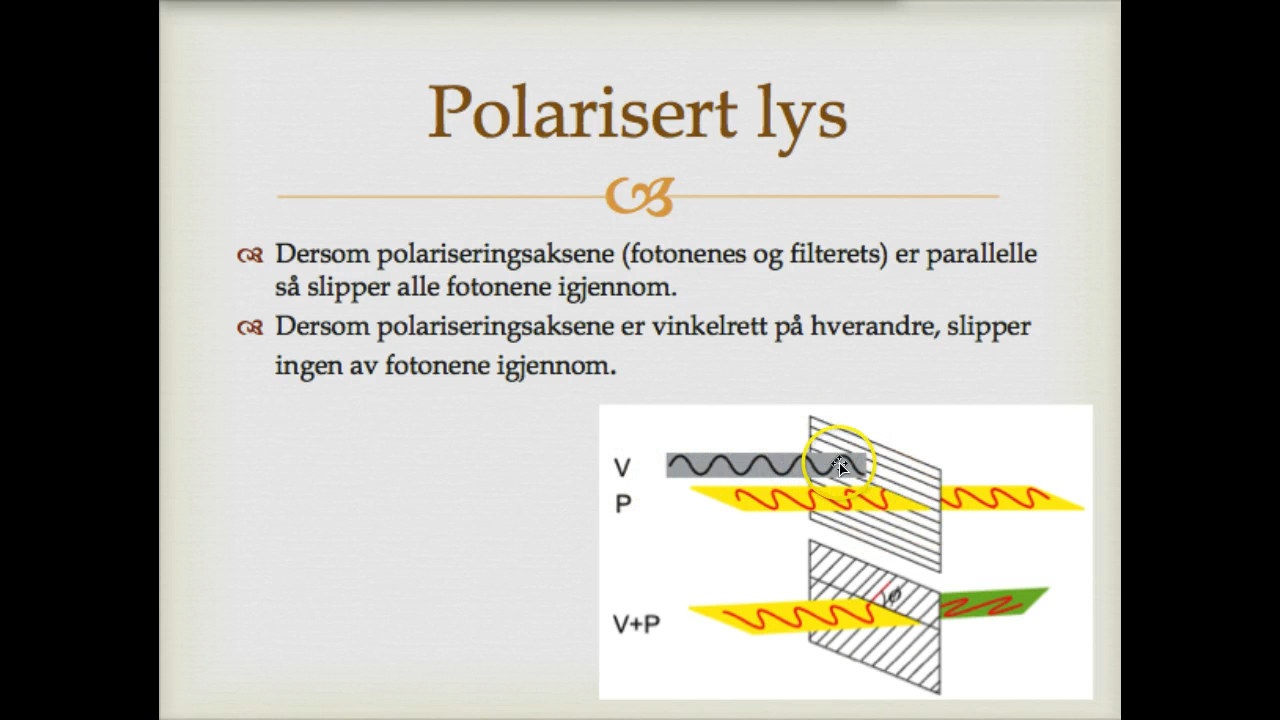 Polarisert lys
Dersom polariseringsaksene (fotonenes og filterets) er parallelle
så slipper alle fotonene igjennom.
Dersom polariseringsaksene er vinkelrett på hverandre, slipper
ingen av fotonene igjennom.
V
P
ϕ
V+P